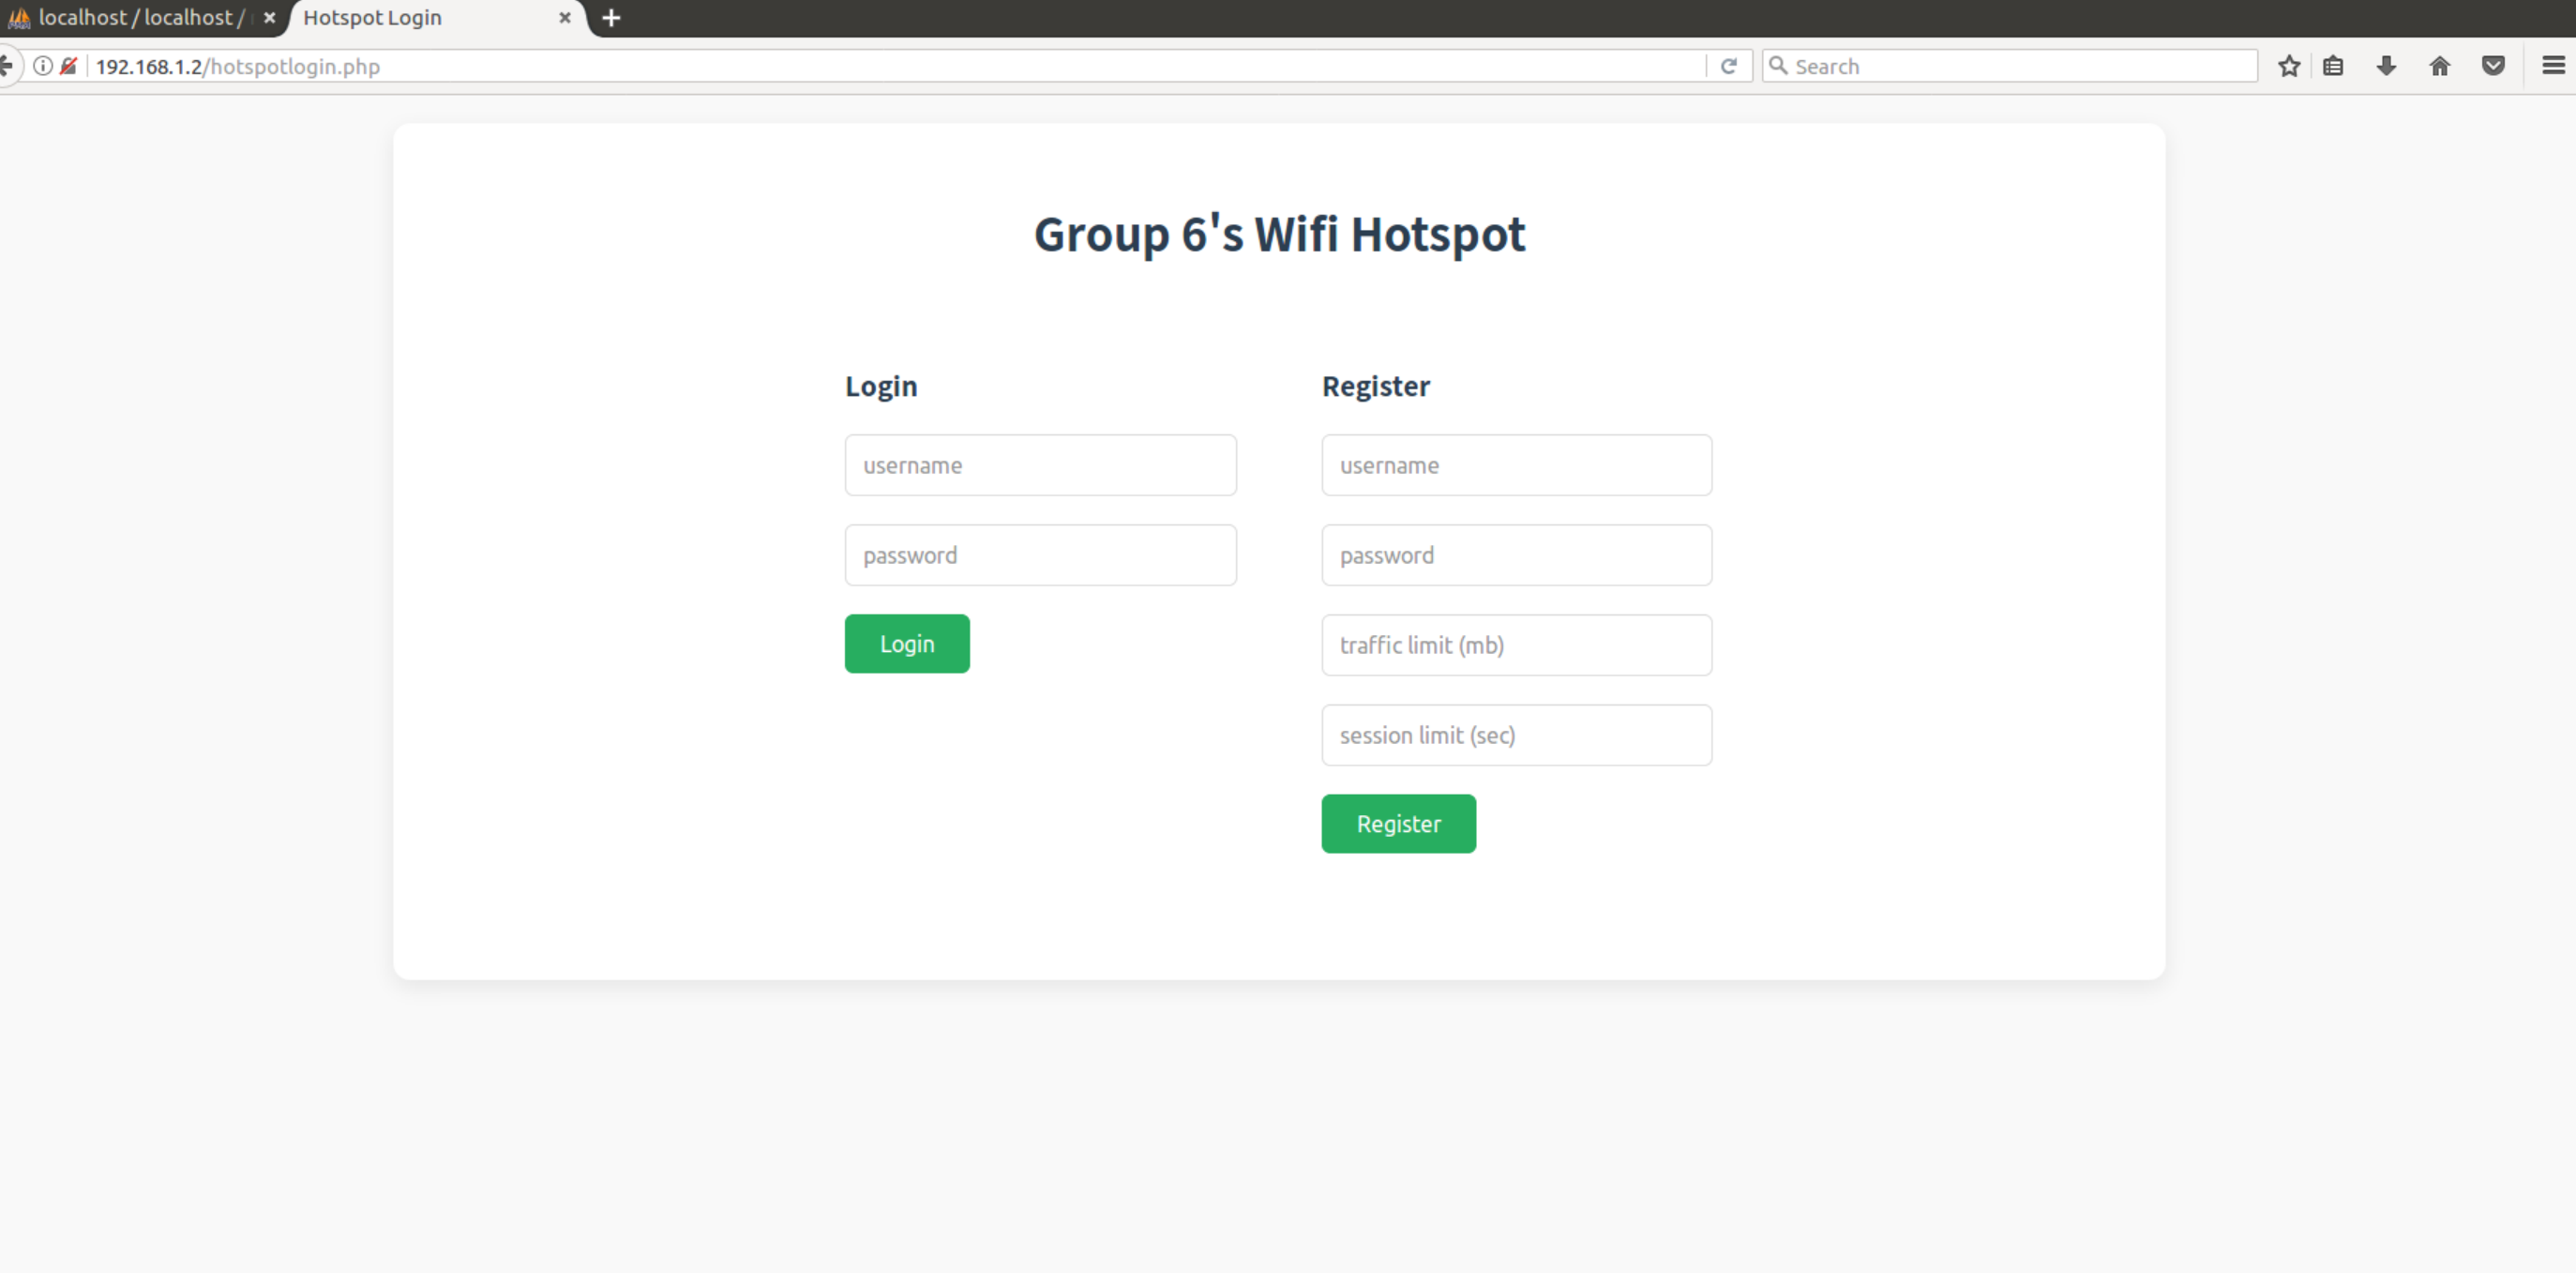 localhost / localhost /
Hotspot Login
192.168.1.2/hotspotlogin.php
Search
Group 6's Wifi Hotspot
Login
username
password
Login
Register
username
password
traffic limit (mb)
session limit (sec)
Register